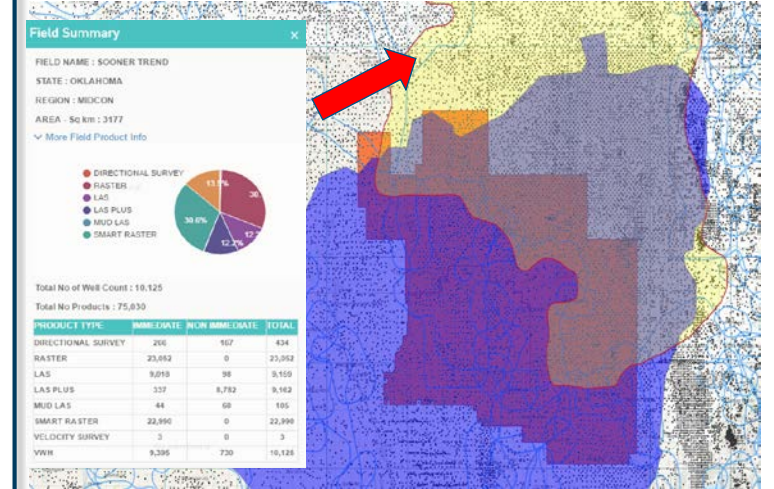 Field Summary
×
FIELD NAME : SOONER TREND
STATE : OKLAHOMA
REGION : MIDCON
AREA - Sq km : 3177
More Field Product Info
DIRECTIONAL SURVEY
RASTER
LAS
LAS PLUS
MUD LAS
SMART RASTER
30.6%
12.2%
Total No of Well Count : 10,125
Total No Products : 75,030
PRODUCT TYPE IMMEDIATE NON IMMEDIATE TOTAL
DIRECTIONAL SURVEY 266 167 434
RASTER 23,052 0 23,052
LAS 9,018 98 9,159
LAS PLUS 337 8,782 9,162
MUD LAS 44 60 105
SMART RASTER 22,990 0 22,990
VELOCITY SURVEY 3 0 3
VWH 9,395 730 10,125